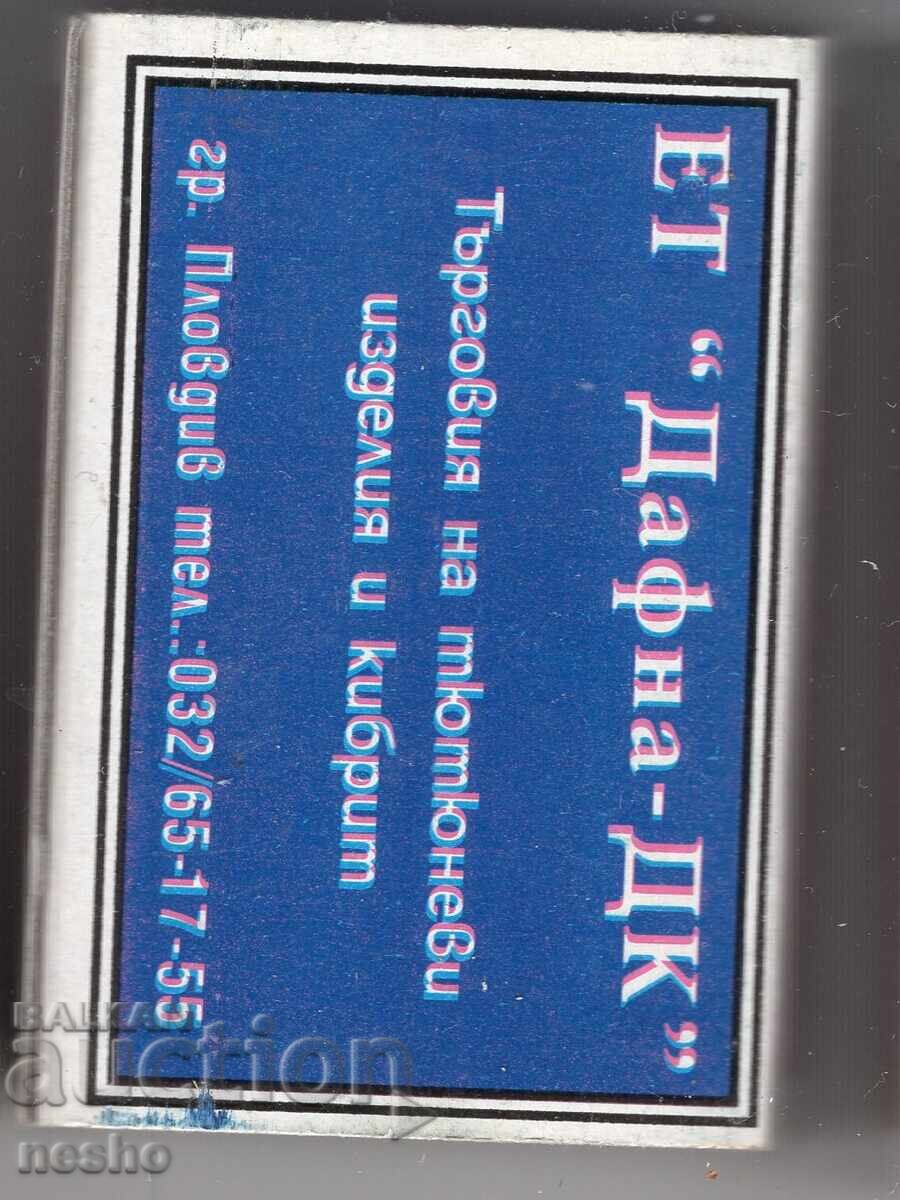 ЕТ “Дафна-ДК”
Търговия на тютюневи
изделия и кибрит
гр. Пловдив тел.:032/65-17-55
BALKAN
auction
nesho